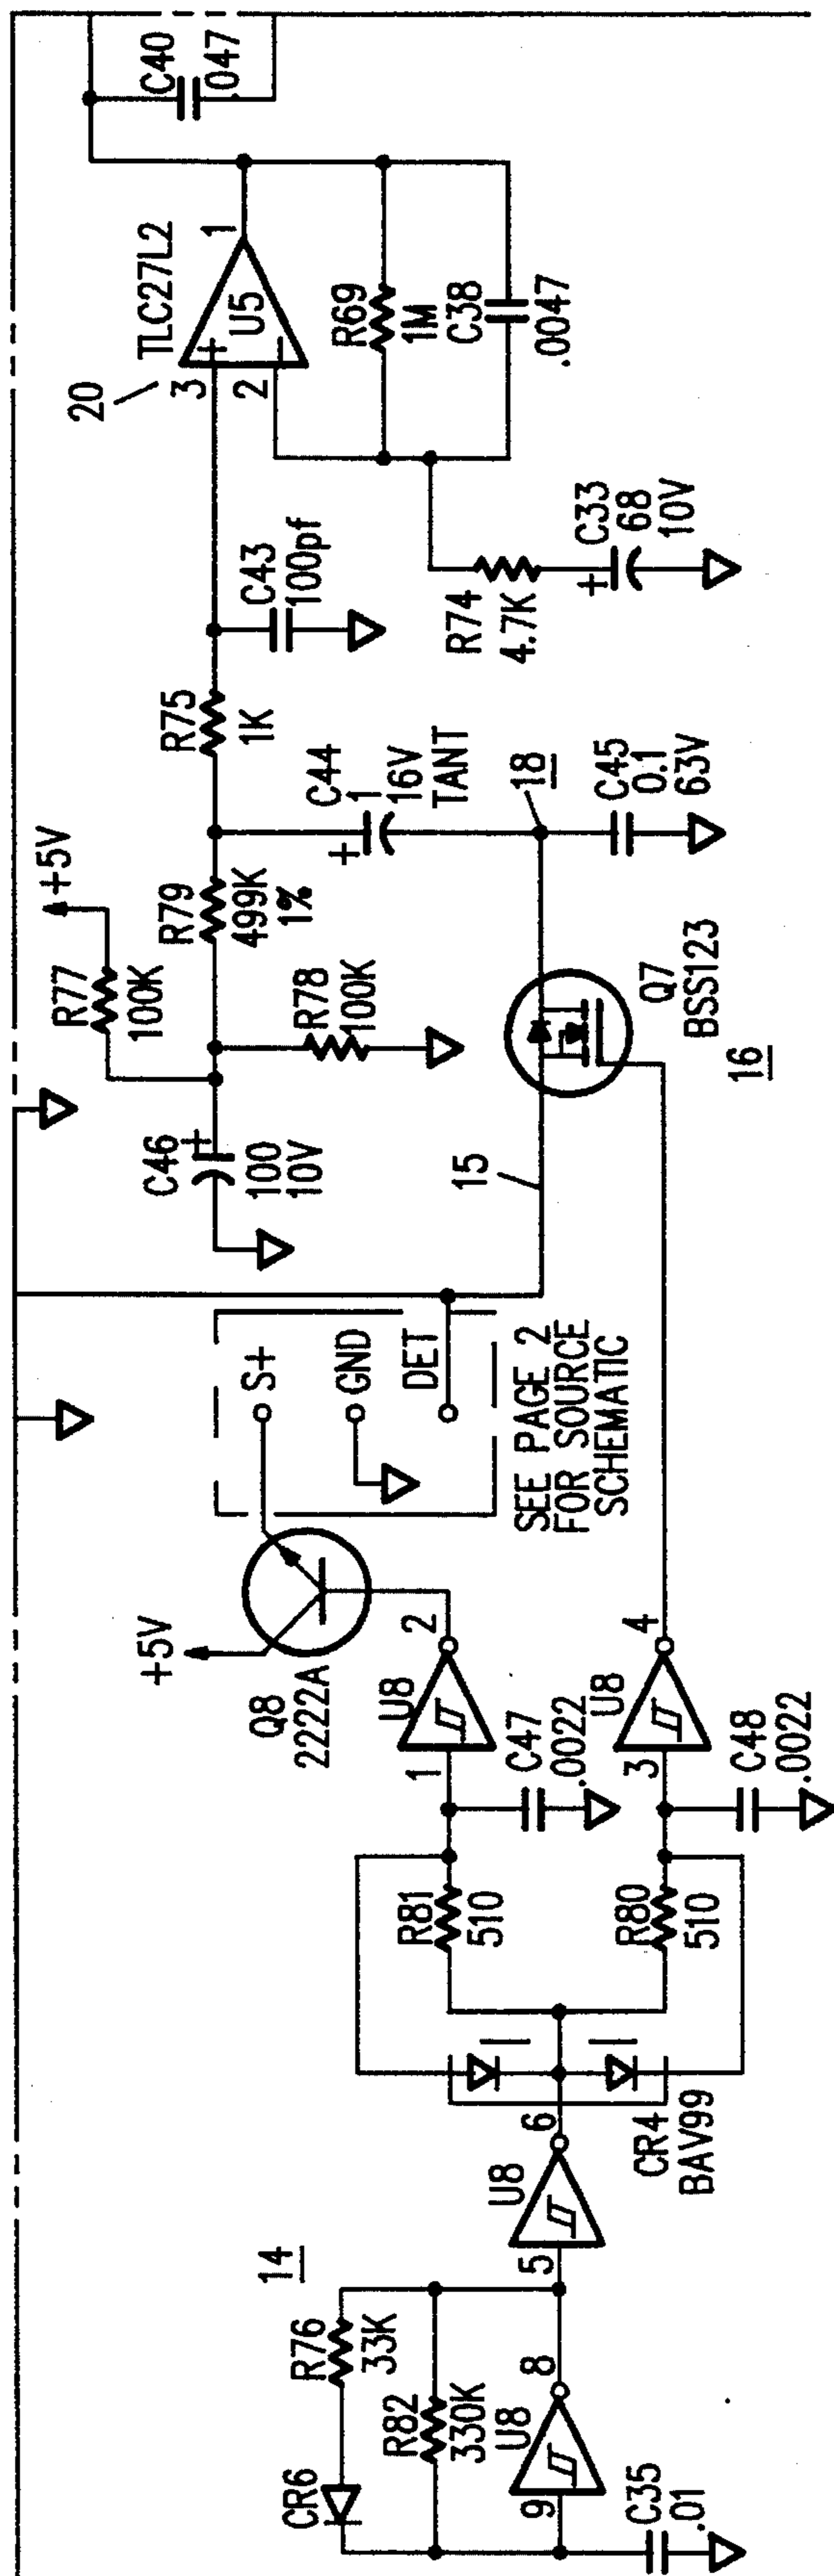 C40
.047
TLC27L2
1
U5
+
−
3
2
20
R69
1M
C38
.0047
C43
100pf
R74
4.7K
+
C33
68
10V
R75
1K
C44
1
16V
TANT
+
18
C45
0.1
63V
+5V
R79
499K
1%
R77
100K
R78
100K
C46
+
100
10V
Q7
BSS123
16
15
S+
GND
DET
SEE PAGE 2
FOR SOURCE
SCHEMATIC
+5V
Q8
2222A
U8
1
2
C47
.0022
U8
3
4
C48
.0022
R81
510
R80
510
CR4
BAV99
U8
5
6
14
R76
33K
CR6
R82
330K
U8
9
8
C35
.01